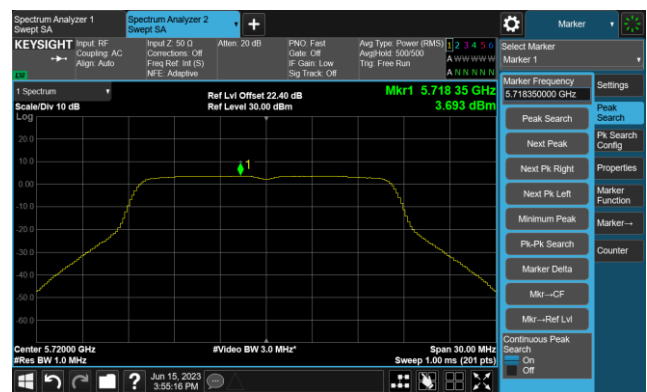 Spectrum Analyzer 1
Swept SA
Spectrum Analyzer 2
Swept SA
+
Marker
KEYSIGHT
Input: RF
Coupling: AC
Align: Auto
Input Z: 50 Ω
Corrections: Off
Freq Ref: Int (S)
NFE: Adaptive
Atten: 20 dB
PNO: Fast
Gate: Off
IF Gain: Low
Sig Track: Off
Avg Type: Power (RMS)
Avg|Hold: 500/500
Trig: Free Run
1 2 3 4 5 6
A W W W W W
A N N N N N
LW
Select Marker
Marker 1
1 Spectrum
Scale/Div 10 dB
Log
Ref Lvl Offset 22.40 dB
Ref Level 30.00 dBm
Mkr1 5.718 35 GHz
3.693 dBm
20.0
10.0
0.00
-10.0
-20.0
-30.0
-40.0
-50.0
-60.0
1
Center 5.72000 GHz
#Res BW 1.0 MHz
#Video BW 3.0 MHz*
Span 30.00 MHz
Sweep 1.00 ms (201 pts)
Marker Frequency
5.718350000 GHz
Peak Search
Next Peak
Next Pk Right
Next Pk Left
Minimum Peak
Pk-Pk Search
Marker Delta
Mkr→CF
Mkr→Ref Lvl
Continuous Peak
Search
On
Off
Settings
Peak
Search
Pk Search
Config
Properties
Marker
Function
Marker→
Counter
?
Jun 15, 2023
3:55:16 PM